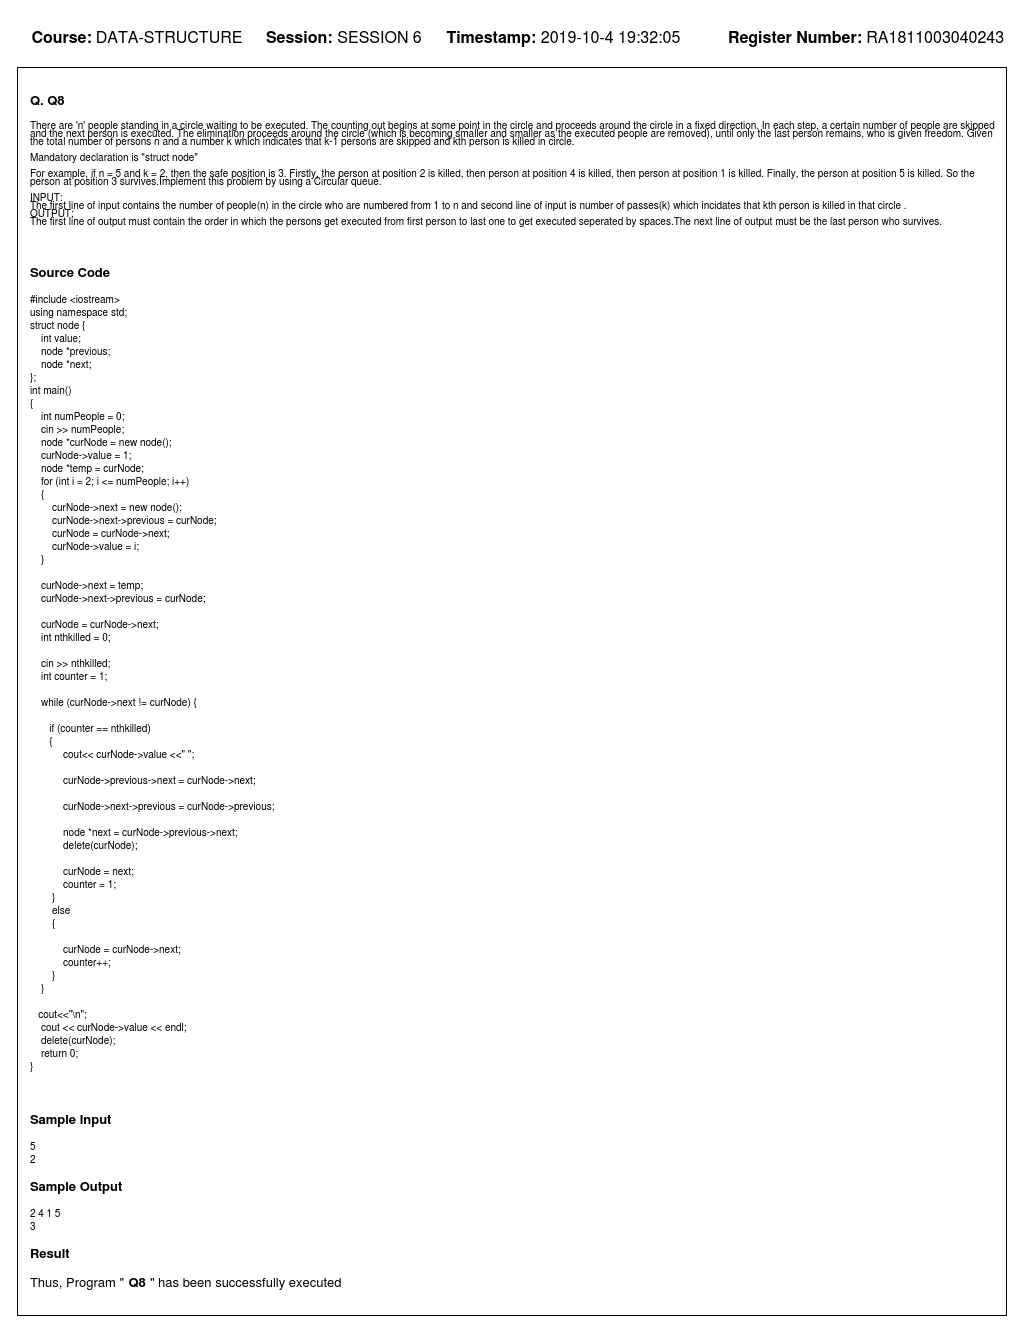 Course: DATA-STRUCTURE Session: SESSION 6 Timestamp: 2019-10-4 19:32:05 Register Number: RA1811003040243
Q. Q8
There are 'n' people standing in a circle waiting to be executed. The counting out begins at some point in the circle and proceeds around the circle in a fixed direction. In each step, a certain number of people are skipped
and the next person is executed. The elimination proceeds around the circle (which is becoming smaller and smaller as the executed people are removed), until only the last person remains, who is given freedom. Given
the total number of persons n and a number k which indicates that k-1 persons are skipped and kth person is killed in circle.
Mandatory declaration is "struct node"
For example, if n = 5 and k = 2, then the safe position is 3. Firstly, the person at position 2 is killed, then person at position 4 is killed, then person at position 1 is killed. Finally, the person at position 5 is killed. So the
person at position 3 survives.Implement this problem by using a Circular queue.
INPUT:
The first line of input contains the number of people(n) in the circle who are numbered from 1 to n and second line of input is number of passes(k) which incidates that kth person is killed in that circle .
OUTPUT:
The first line of output must contain the order in which the persons get executed from first person to last one to get executed seperated by spaces.The next line of output must be the last person who survives.
Source Code
#include <iostream>
using namespace std;
struct node {
    int value;
    node *previous;
    node *next;
};
int main()
{
    int numPeople = 0;
    cin >> numPeople;
    node *curNode = new node();
    curNode->value = 1;
    node *temp = curNode;
    for (int i = 2; i <= numPeople; i++)
    {
        curNode->next = new node();
        curNode->next->previous = curNode;
        curNode = curNode->next;
        curNode->value = i;
    }
    curNode->next = temp;
    curNode->next->previous = curNode;
    curNode = curNode->next;
    int nthkilled = 0;
    cin >> nthkilled;
    int counter = 1;
    while (curNode->next != curNode) {
       if (counter == nthkilled)
       {
            cout<< curNode->value <<" ";
            curNode->previous->next = curNode->next;
            curNode->next->previous = curNode->previous;
            node *next = curNode->previous->next;
            delete(curNode);
            curNode = next;
            counter = 1;
        }
        else
        {
            curNode = curNode->next;
            counter++;
        }
    }
   cout<<"\n";
    cout << curNode->value << endl;
    delete(curNode);
    return 0;
}
Sample Input
5
2
Sample Output
2 4 1 5
3
Result
Thus, Program " Q8 " has been successfully executed